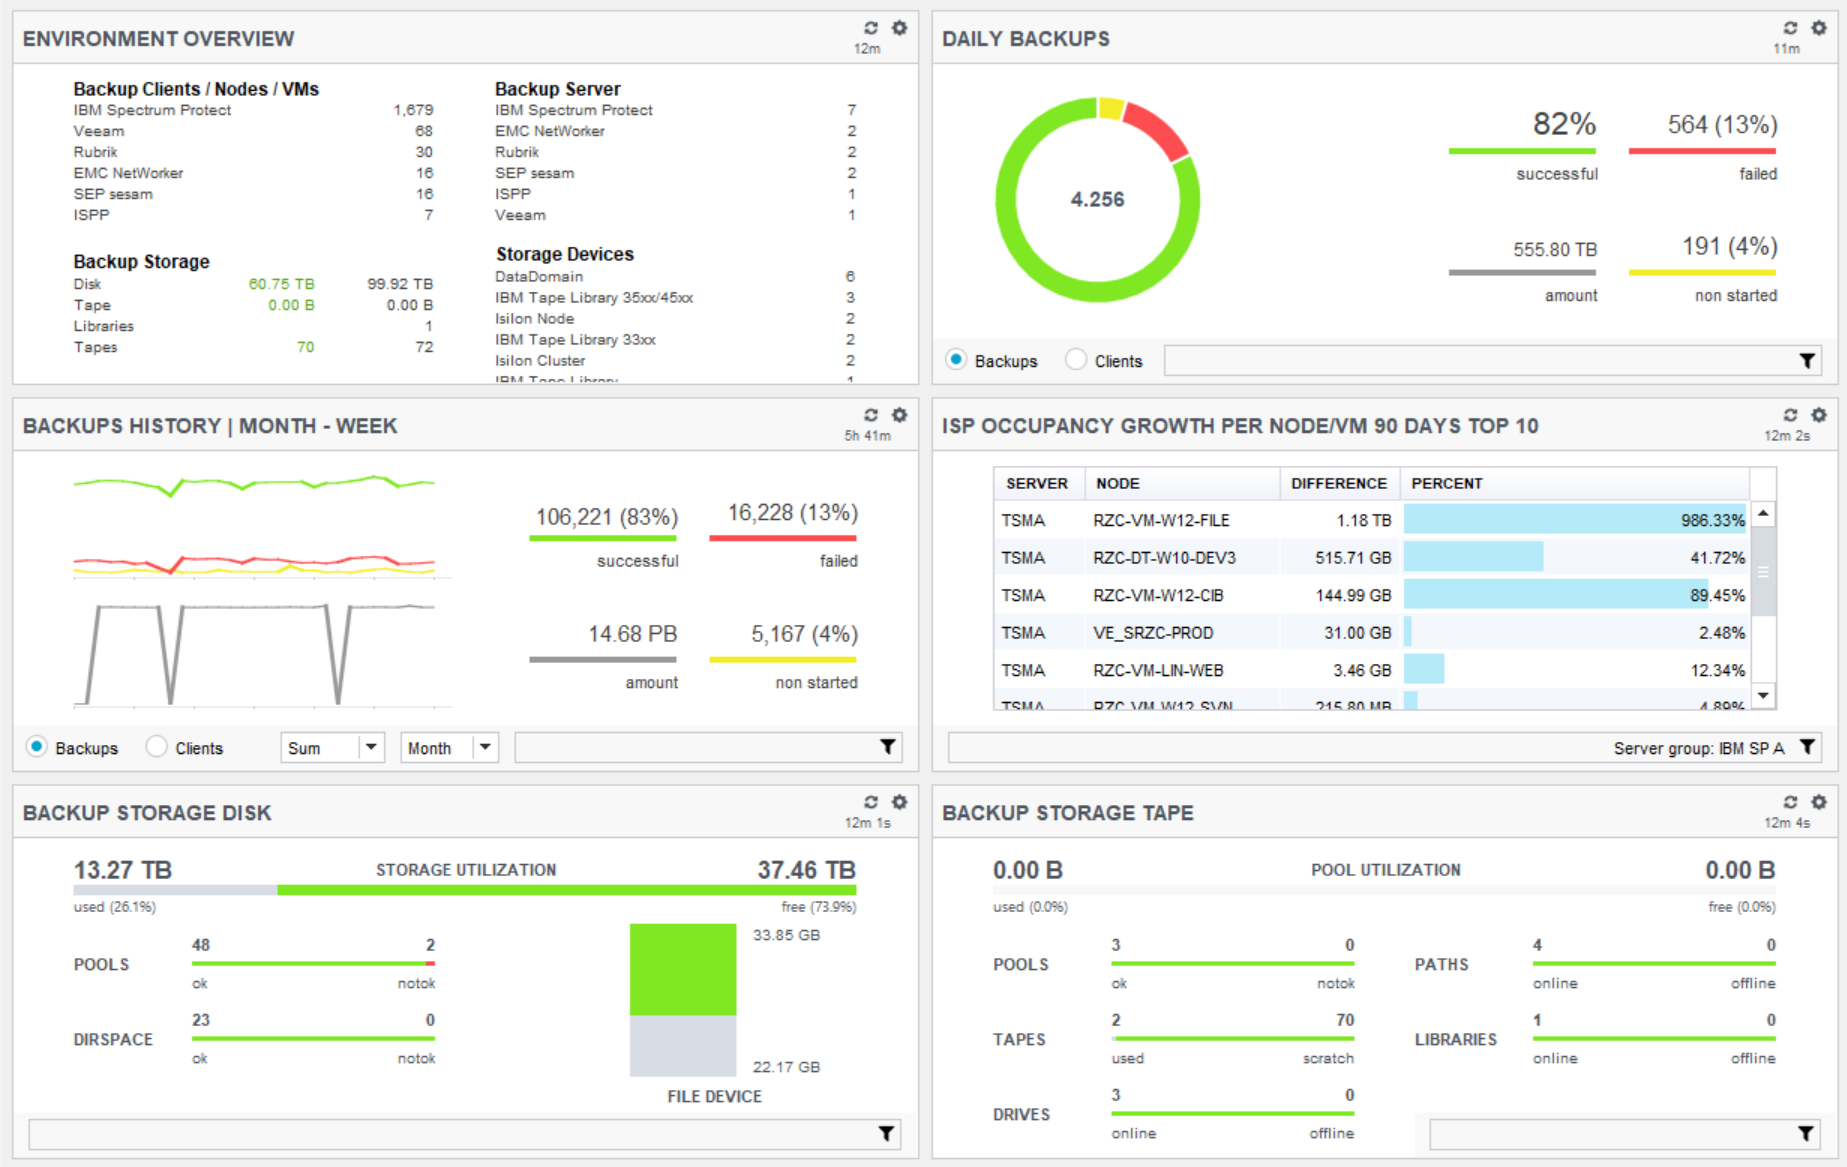 ENVIRONMENT OVERVIEW
12m
Backup Clients / Nodes / VMs
IBM Spectrum Protect 1,679
Veeam 68
Rubrik 30
EMC NetWorker 16
SEP sesam 16
ISPP 7
Backup Storage
Disk 60.75 TB 99.92 TB
Tape 0.00 B 0.00 B
Libraries 1
Tapes 70 72
Backup Server
IBM Spectrum Protect 7
EMC NetWorker 2
Rubrik 2
SEP sesam 2
ISPP 1
Veeam 1
Storage Devices
DataDomain 6
IBM Tape Library 35xx/45xx 3
Isilon Node 2
IBM Tape Library 33xx 2
Isilon Cluster 2
IBM Tape Library 1
DAILY BACKUPS
11m
4.256
82%
successful
564 (13%)
failed
555.80 TB
amount
191 (4%)
non started
Backups Clients
BACKUPS HISTORY | MONTH - WEEK
5h 41m
106,221 (83%)
successful
16,228 (13%)
failed
14.68 PB
amount
5,167 (4%)
non started
Backups Clients Sum Month
ISP OCCUPANCY GROWTH PER NODE/VM 90 DAYS TOP 10
12m 2s
SERVER NODE DIFFERENCE PERCENT
TSMA RZC-VM-W12-FILE 1.18 TB 986.33%
TSMA RZC-DT-W10-DEV3 515.71 GB 41.72%
TSMA RZC-VM-W12-CIB 144.99 GB 89.45%
TSMA VE_SRZC-PROD 31.00 GB 2.48%
TSMA RZC-VM-LIN-WEB 3.46 GB 12.34%
TSMA RZC-VM-W12-SVN 215.80 MB 4.89%
Server group: IBM SP A
BACKUP STORAGE DISK
12m 1s
13.27 TB STORAGE UTILIZATION 37.46 TB
used (26.1%) free (73.9%)
POOLS
48 2
ok notok
DIRSPACE
23 0
ok notok
33.85 GB
22.17 GB
FILE DEVICE
BACKUP STORAGE TAPE
12m 4s
0.00 B POOL UTILIZATION 0.00 B
used (0.0%) free (0.0%)
POOLS
3 0
ok notok
PATHS
4 0
online offline
TAPES
2 70
used scratch
LIBRARIES
1 0
online offline
DRIVES
3 0
online offline